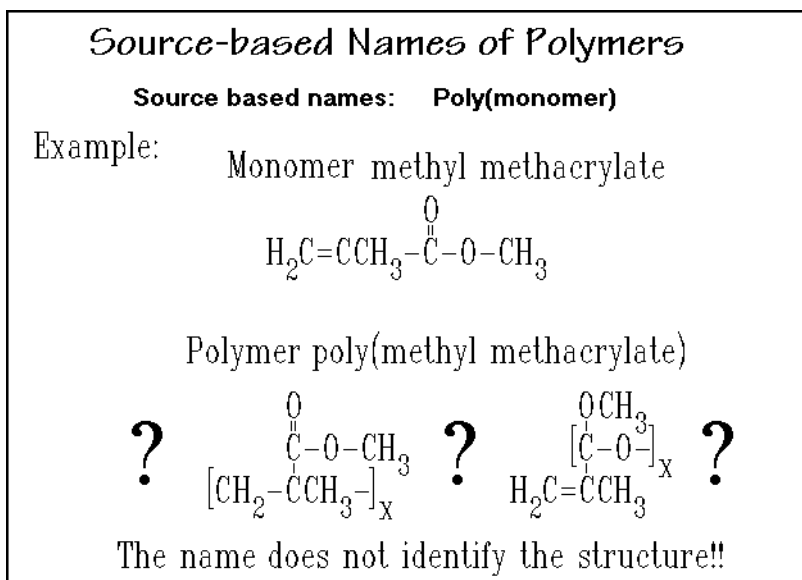 Source-based Names of Polymers
Source based names: Poly(monomer)
Example:
Monomer methyl methacrylate
O
H₂C=CCH₃-C-O-CH₃
Polymer poly(methyl methacrylate)
O
C-O-CH₃
[CH₂-CCH₃-]x
OCH₃
[C-O-]x
H₂C=CCH₃
? ? ?
The name does not identify the structure!!